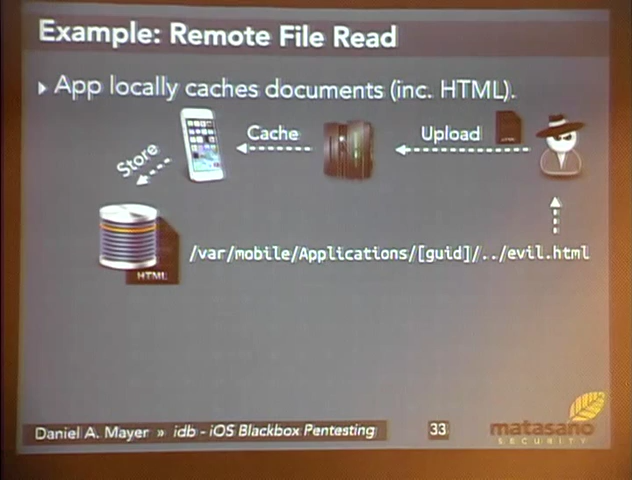 Example: Remote File Read
App locally caches documents (inc. HTML).
Store
Cache
Upload
HTML
/var/mobile/Applications/[guid]/../evil.html
Daniel A. Mayer » idb - iOS Blackbox Pentesting
33
matasano
SECURITY